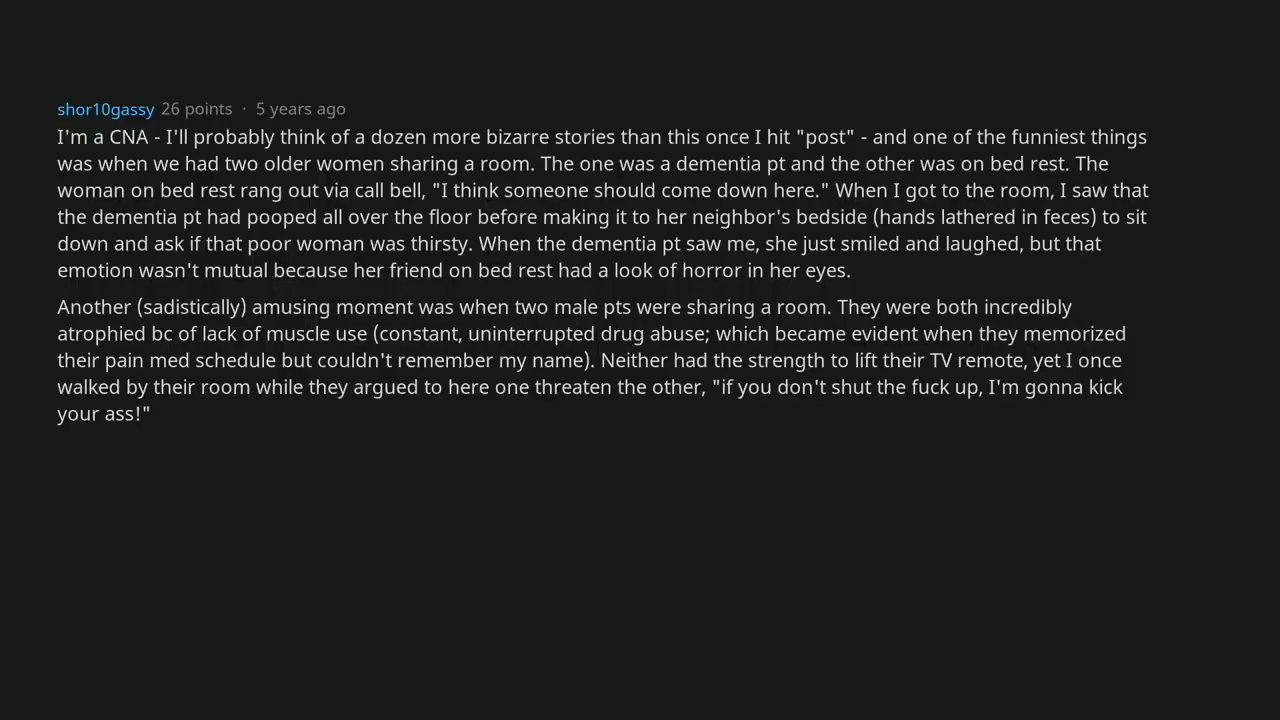 shor10gassy 26 points · 5 years ago
I'm a CNA - I'll probably think of a dozen more bizarre stories than this once I hit "post" - and one of the funniest things
was when we had two older women sharing a room. The one was a dementia pt and the other was on bed rest. The
woman on bed rest rang out via call bell, "I think someone should come down here." When I got to the room, I saw that
the dementia pt had pooped all over the floor before making it to her neighbor's bedside (hands lathered in feces) to sit
down and ask if that poor woman was thirsty. When the dementia pt saw me, she just smiled and laughed, but that
emotion wasn't mutual because her friend on bed rest had a look of horror in her eyes.
Another (sadistically) amusing moment was when two male pts were sharing a room. They were both incredibly
atrophied bc of lack of muscle use (constant, uninterrupted drug abuse; which became evident when they memorized
their pain med schedule but couldn't remember my name). Neither had the strength to lift their TV remote, yet I once
walked by their room while they argued to here one threaten the other, "if you don't shut the fuck up, I'm gonna kick
your ass!"